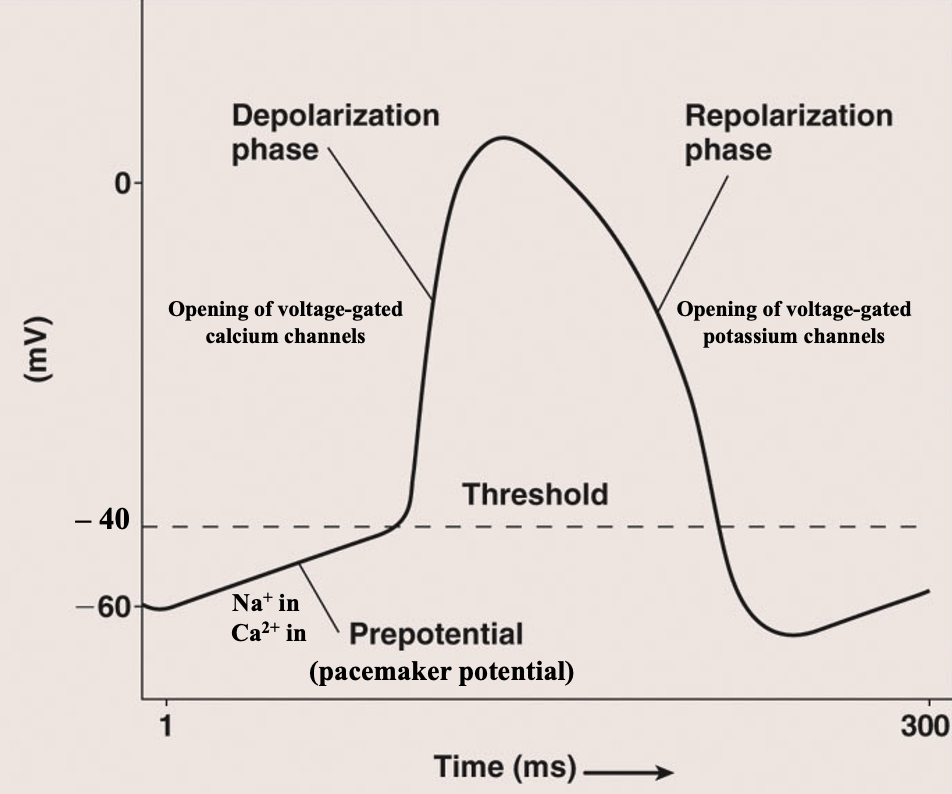 Depolarization
phase
Repolarization
phase
0
Opening of voltage-gated
calcium channels
Opening of voltage-gated
potassium channels
(mV)
Threshold
– 40
–60
Na⁺ in
Ca²⁺ in
Prepotential
(pacemaker potential)
1
300
Time (ms)